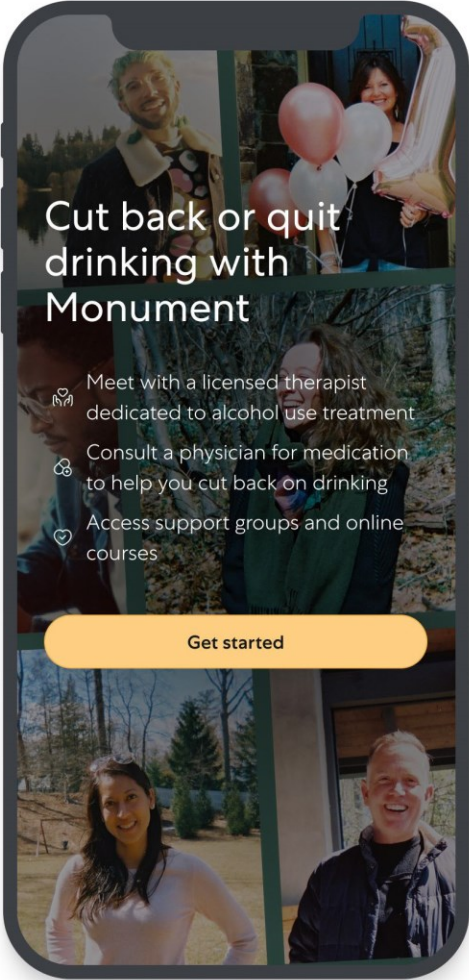 Cut back or quit
drinking with
Monument
Meet with a licensed therapist
dedicated to alcohol use treatment
Consult a physician for medication
to help you cut back on drinking
Access support groups and online
courses
Get started